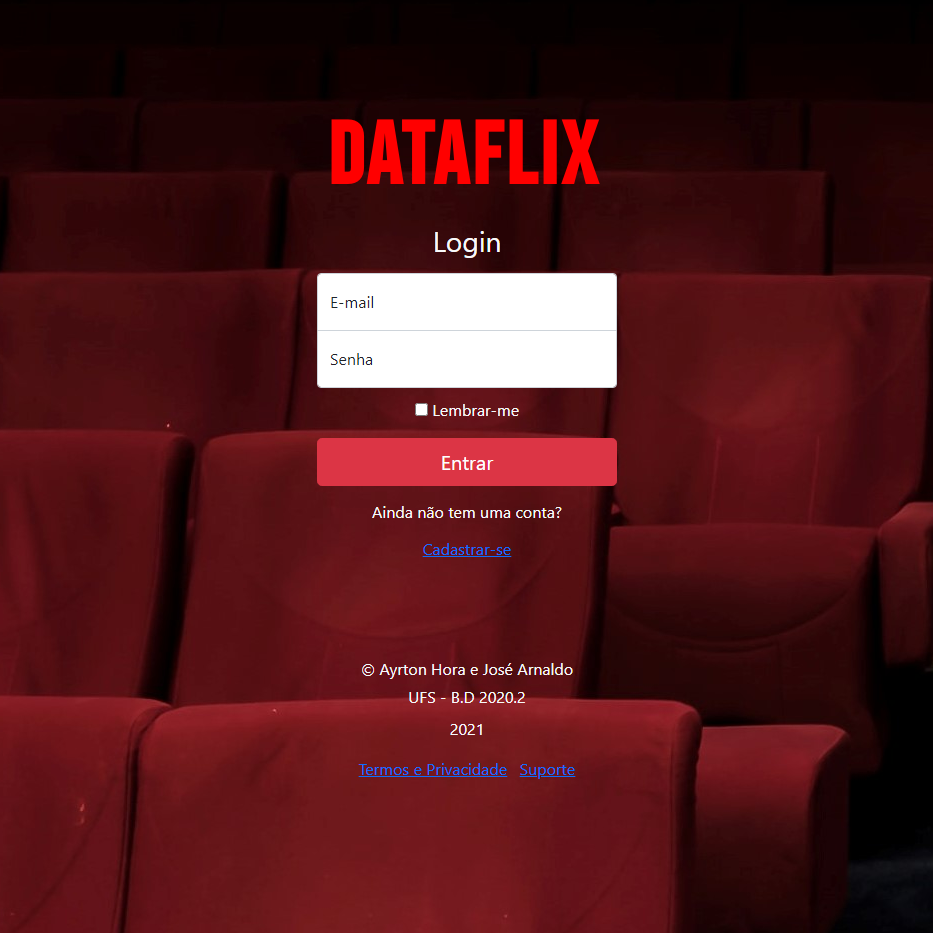 DATAFLIX
Login
E-mail
Senha
Lembrar-me
Entrar
Ainda não tem uma conta?
Cadastrar-se
© Ayrton Hora e José Arnaldo
UFS - B.D 2020.2
2021
Termos e Privacidade Suporte